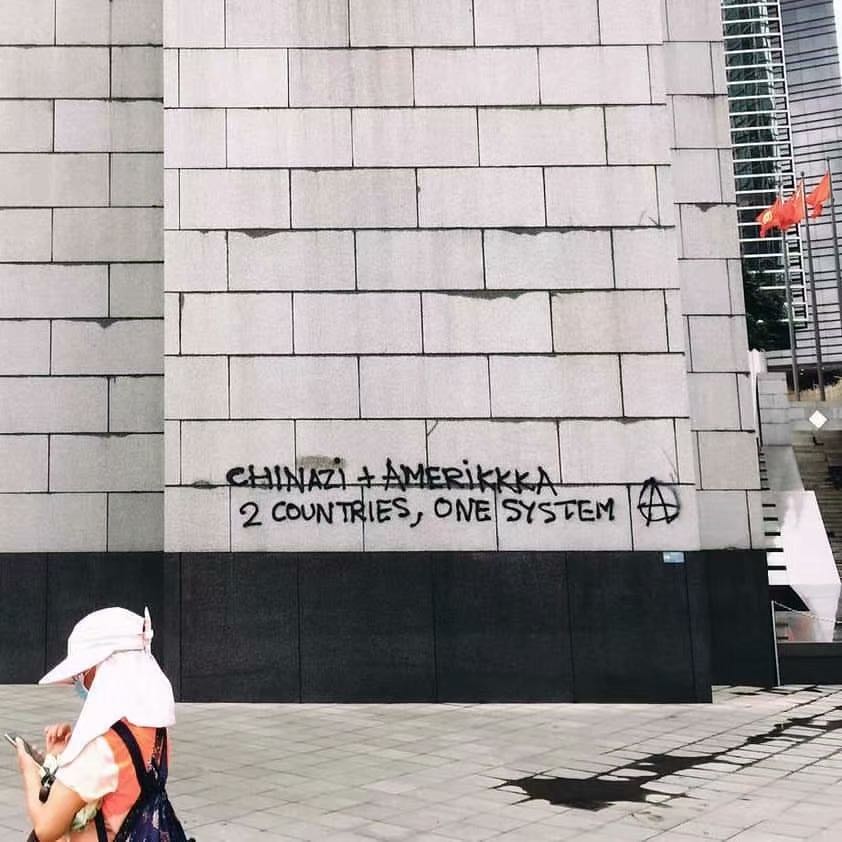 CHINAZi + AMERiKKKA
2 COUNTRIES, ONE SYSTEM Ⓐ